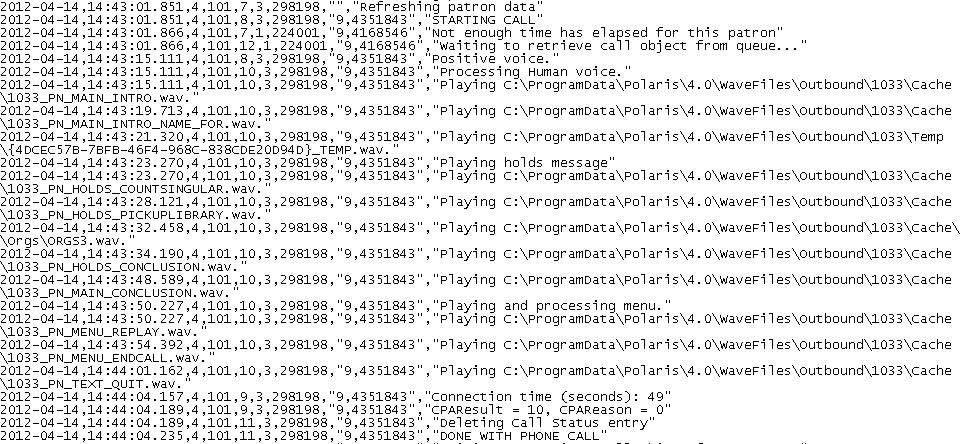 2012-04-14,14:43:01.851,4,101,7,3,298198,"","Refreshing patron data"
2012-04-14,14:43:01.851,4,101,8,3,298198,"9,4351843","STARTING CALL"
2012-04-14,14:43:01.866,4,101,7,1,224001,"9,4168546","Not enough time has elapsed for this patron"
2012-04-14,14:43:01.866,4,101,12,1,224001,"9,4168546","Waiting to retrieve call object from queue..."
2012-04-14,14:43:15.111,4,101,8,3,298198,"9,4351843","Positive voice."
2012-04-14,14:43:15.111,4,101,10,3,298198,"9,4351843","Processing Human voice."
2012-04-14,14:43:15.111,4,101,10,3,298198,"9,4351843","Playing C:\ProgramData\Polaris\4.0\WaveFiles\Outbound\1033\Cache
\1033_PN_MAIN_INTRO.wav."
2012-04-14,14:43:19.713,4,101,10,3,298198,"9,4351843","Playing C:\ProgramData\Polaris\4.0\WaveFiles\Outbound\1033\Cache
\1033_PN_MAIN_INTRO_NAME_FOR.wav."
2012-04-14,14:43:21.320,4,101,10,3,298198,"9,4351843","Playing C:\ProgramData\Polaris\4.0\WaveFiles\Outbound\1033\Temp
\{4DCEC57B-7BFB-46F4-968C-838CDE20D94D}_TEMP.wav."
2012-04-14,14:43:23.270,4,101,10,3,298198,"9,4351843","Playing holds message"
2012-04-14,14:43:23.270,4,101,10,3,298198,"9,4351843","Playing C:\ProgramData\Polaris\4.0\WaveFiles\Outbound\1033\Cache
\1033_PN_HOLDS_COUNTSINGULAR.wav."
2012-04-14,14:43:28.121,4,101,10,3,298198,"9,4351843","Playing C:\ProgramData\Polaris\4.0\WaveFiles\Outbound\1033\Cache
\1033_PN_HOLDS_PICKUPLIBRARY.wav."
2012-04-14,14:43:32.458,4,101,10,3,298198,"9,4351843","Playing C:\ProgramData\Polaris\4.0\WaveFiles\Outbound\1033\Cache\
\Orgs\ORGS3.wav."
2012-04-14,14:43:34.190,4,101,10,3,298198,"9,4351843","Playing C:\ProgramData\Polaris\4.0\WaveFiles\Outbound\1033\Cache
\1033_PN_HOLDS_CONCLUSION.wav."
2012-04-14,14:43:48.589,4,101,10,3,298198,"9,4351843","Playing C:\ProgramData\Polaris\4.0\WaveFiles\Outbound\1033\Cache
\1033_PN_MAIN_CONCLUSION.wav."
2012-04-14,14:43:50.227,4,101,10,3,298198,"9,4351843","Playing and processing menu."
2012-04-14,14:43:50.227,4,101,10,3,298198,"9,4351843","Playing C:\ProgramData\Polaris\4.0\WaveFiles\Outbound\1033\Cache
\1033_PN_MENU_REPLAY.wav."
2012-04-14,14:43:54.392,4,101,10,3,298198,"9,4351843","Playing C:\ProgramData\Polaris\4.0\WaveFiles\Outbound\1033\Cache
\1033_PN_MENU_ENDCALL.wav."
2012-04-14,14:44:01.162,4,101,10,3,298198,"9,4351843","Playing C:\ProgramData\Polaris\4.0\WaveFiles\Outbound\1033\Cache
\1033_PN_TEXT_QUIT.wav."
2012-04-14,14:44:04.157,4,101,9,3,298198,"9,4351843","Connection time (seconds): 49"
2012-04-14,14:44:04.189,4,101,9,3,298198,"9,4351843","CPAResult = 10, CPAReason = 0"
2012-04-14,14:44:04.189,4,101,11,3,298198,"9,4351843","Deleting Call Status entry"
2012-04-14,14:44:04.235,4,101,11,3,298198,"9,4351843","DONE WITH PHONE CALL"